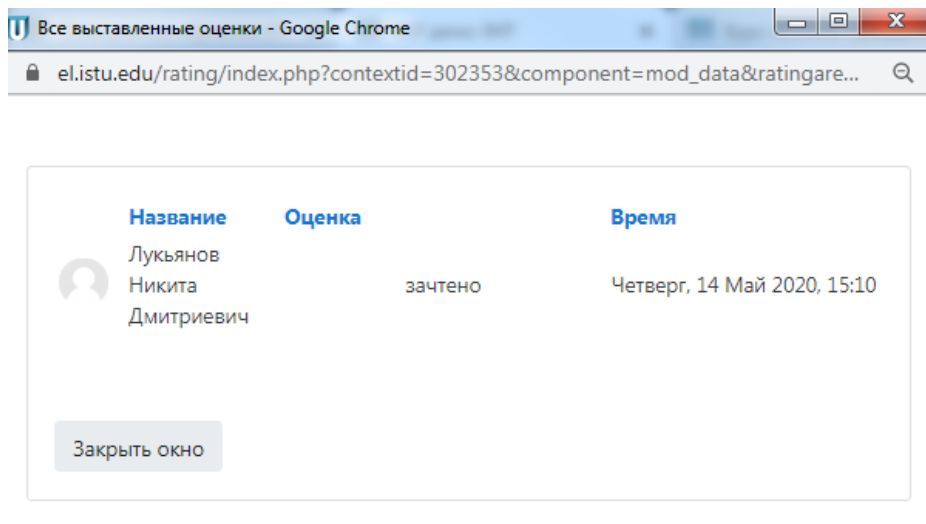 Все выставленные оценки - Google Chrome
el.istu.edu/rating/index.php?contextid=302353&component=mod_data&ratingare...
Название Оценка Время
Лукьянов
Никита зачтено Четверг, 14 Май 2020, 15:10
Дмитриевич
Закрыть окно